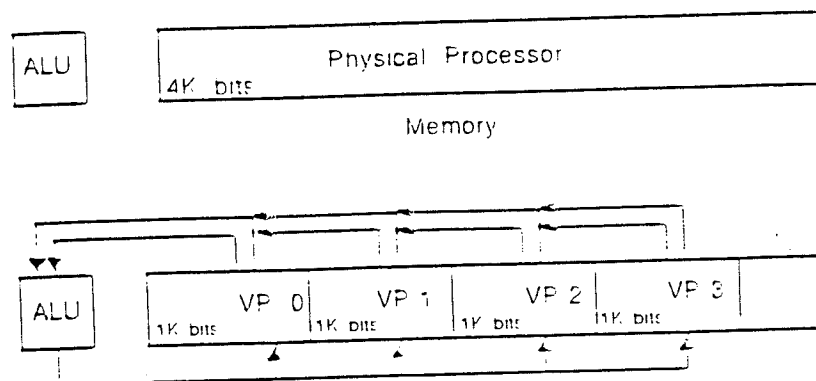 ALU
Physical Processor
4K bits
Memory
ALU
VP 0
VP 1
VP 2
VP 3
1K bits
1K bits
1K bits
1K bits